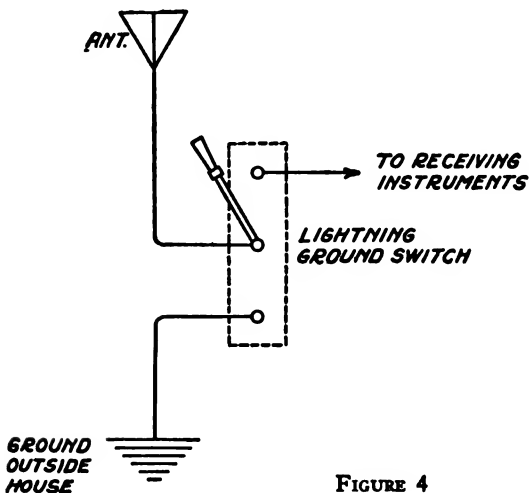 ANT.
TO RECEIVING
INSTRUMENTS
LIGHTNING
GROUND SWITCH
GROUND
OUTSIDE
HOUSE
FIGURE 4